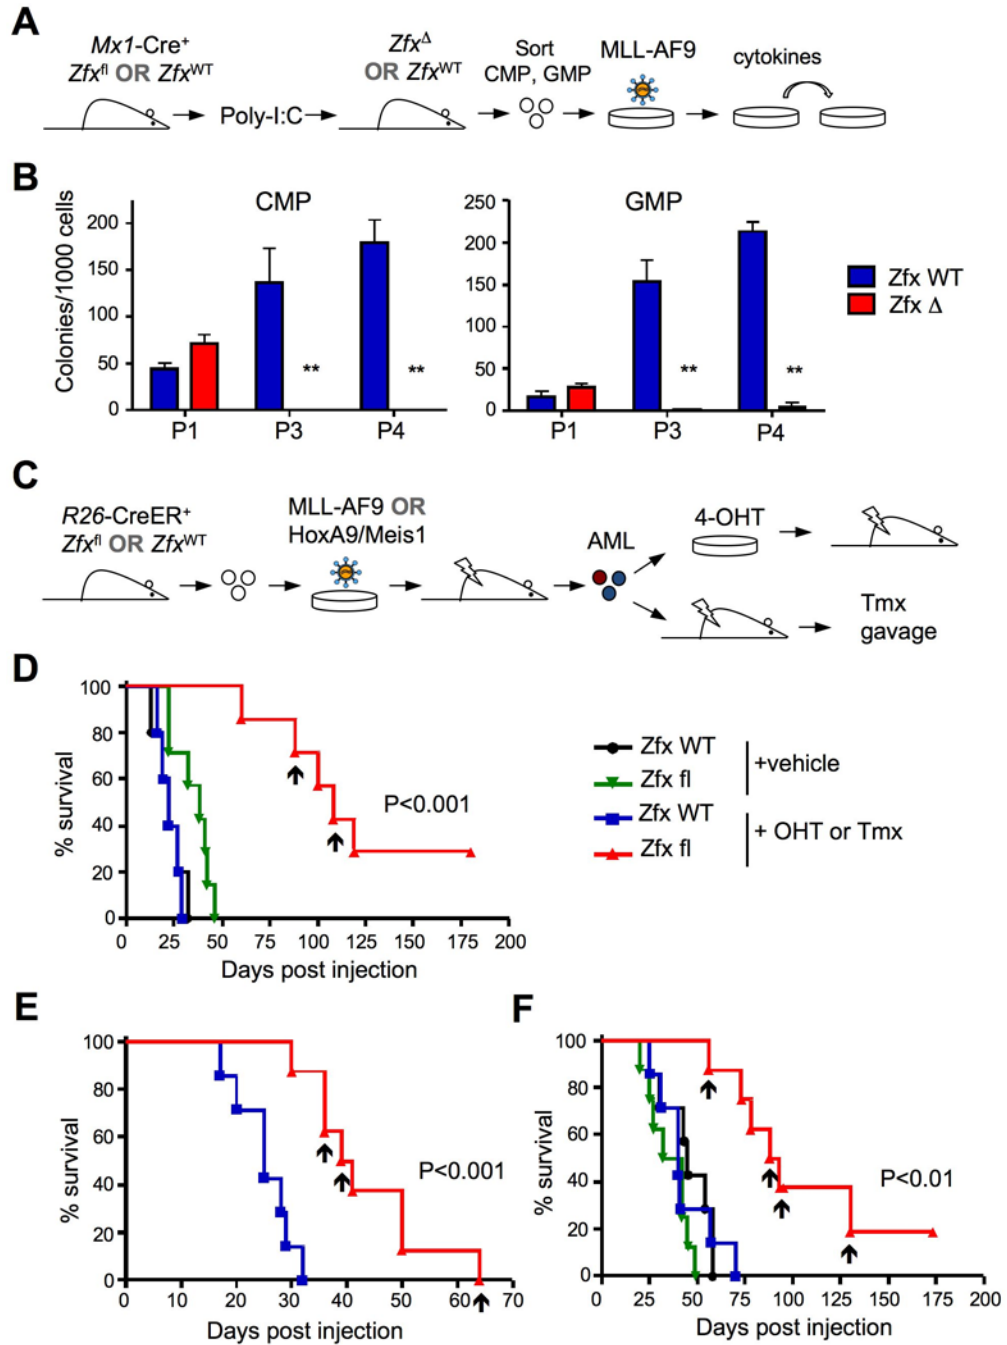 A
Mx1-Cre+
Zfxfl OR ZfxWT
Poly-I:C
ZfxΔ
OR ZfxWT
Sort
CMP, GMP
MLL-AF9
cytokines
B
CMP
Colonies/1000 cells
200
150
100
50
0
P1
P3
P4
**
**
GMP
250
200
150
100
50
0
P1
P3
P4
**
**
Zfx WT
Zfx Δ
C
R26-CreER+
Zfxfl OR ZfxWT
MLL-AF9 OR
HoxA9/Meis1
AML
4-OHT
Tmx
gavage
D
% survival
100
80
60
40
20
0
0 25 50 75 100 125 150 175 200
Days post injection
P<0.001
Zfx WT
Zfx fl
+vehicle
Zfx WT
Zfx fl
+ OHT or Tmx
E
% survival
100
80
60
40
20
0
0 10 20 30 40 50 60 70
Days post injection
P<0.001
F
% survival
100
80
60
40
20
0
0 25 50 75 100 125 150 175 200
Days post injection
P<0.01